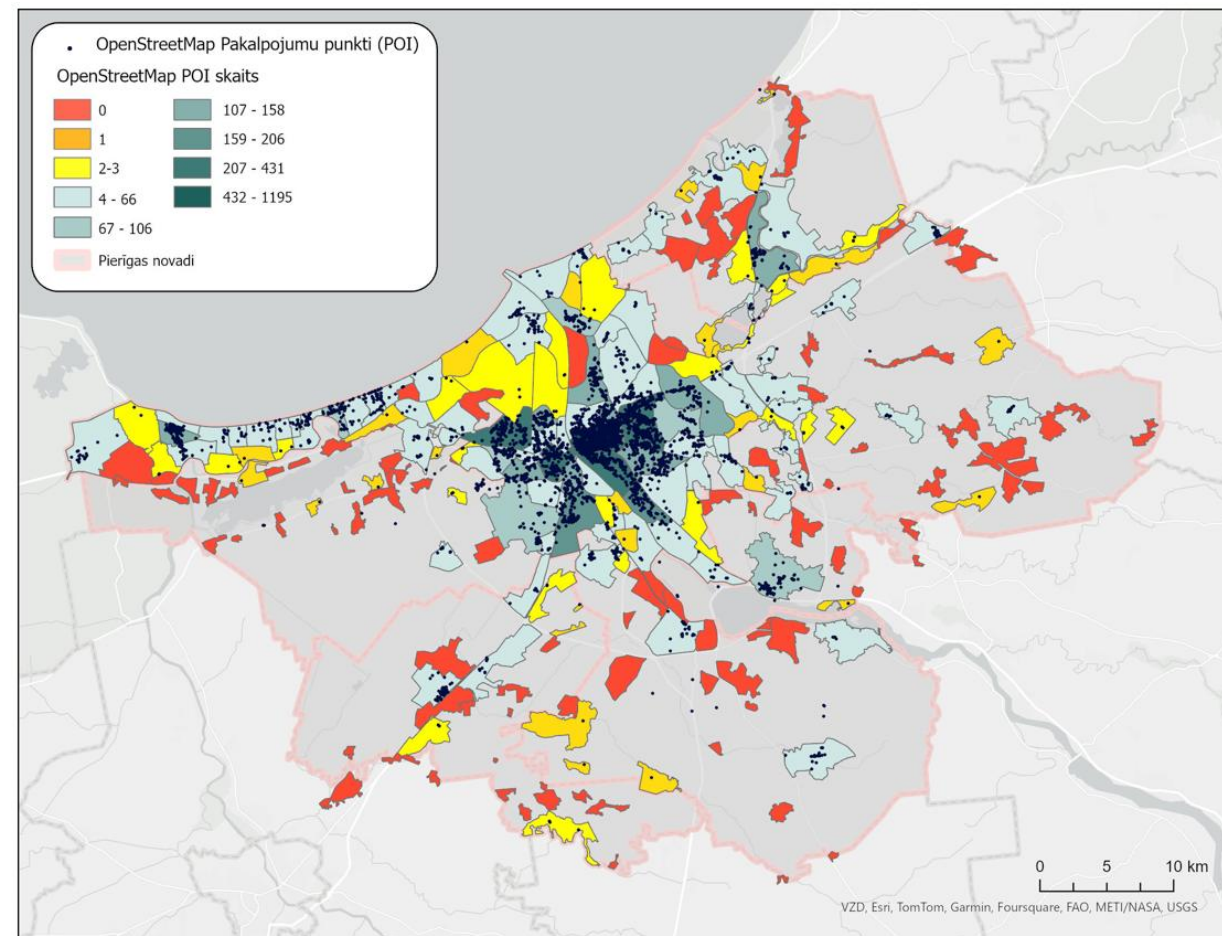 OpenStreetMap Pakalpojumu punkti (POI)
OpenStreetMap POI skaits
0
1
2-3
4 - 66
67 - 106
107 - 158
159 - 206
207 - 431
432 - 1195
Pierīgas novadi
0 5 10 km
VZD, Esri, TomTom, Garmin, Foursquare, FAO, METI/NASA, USGS